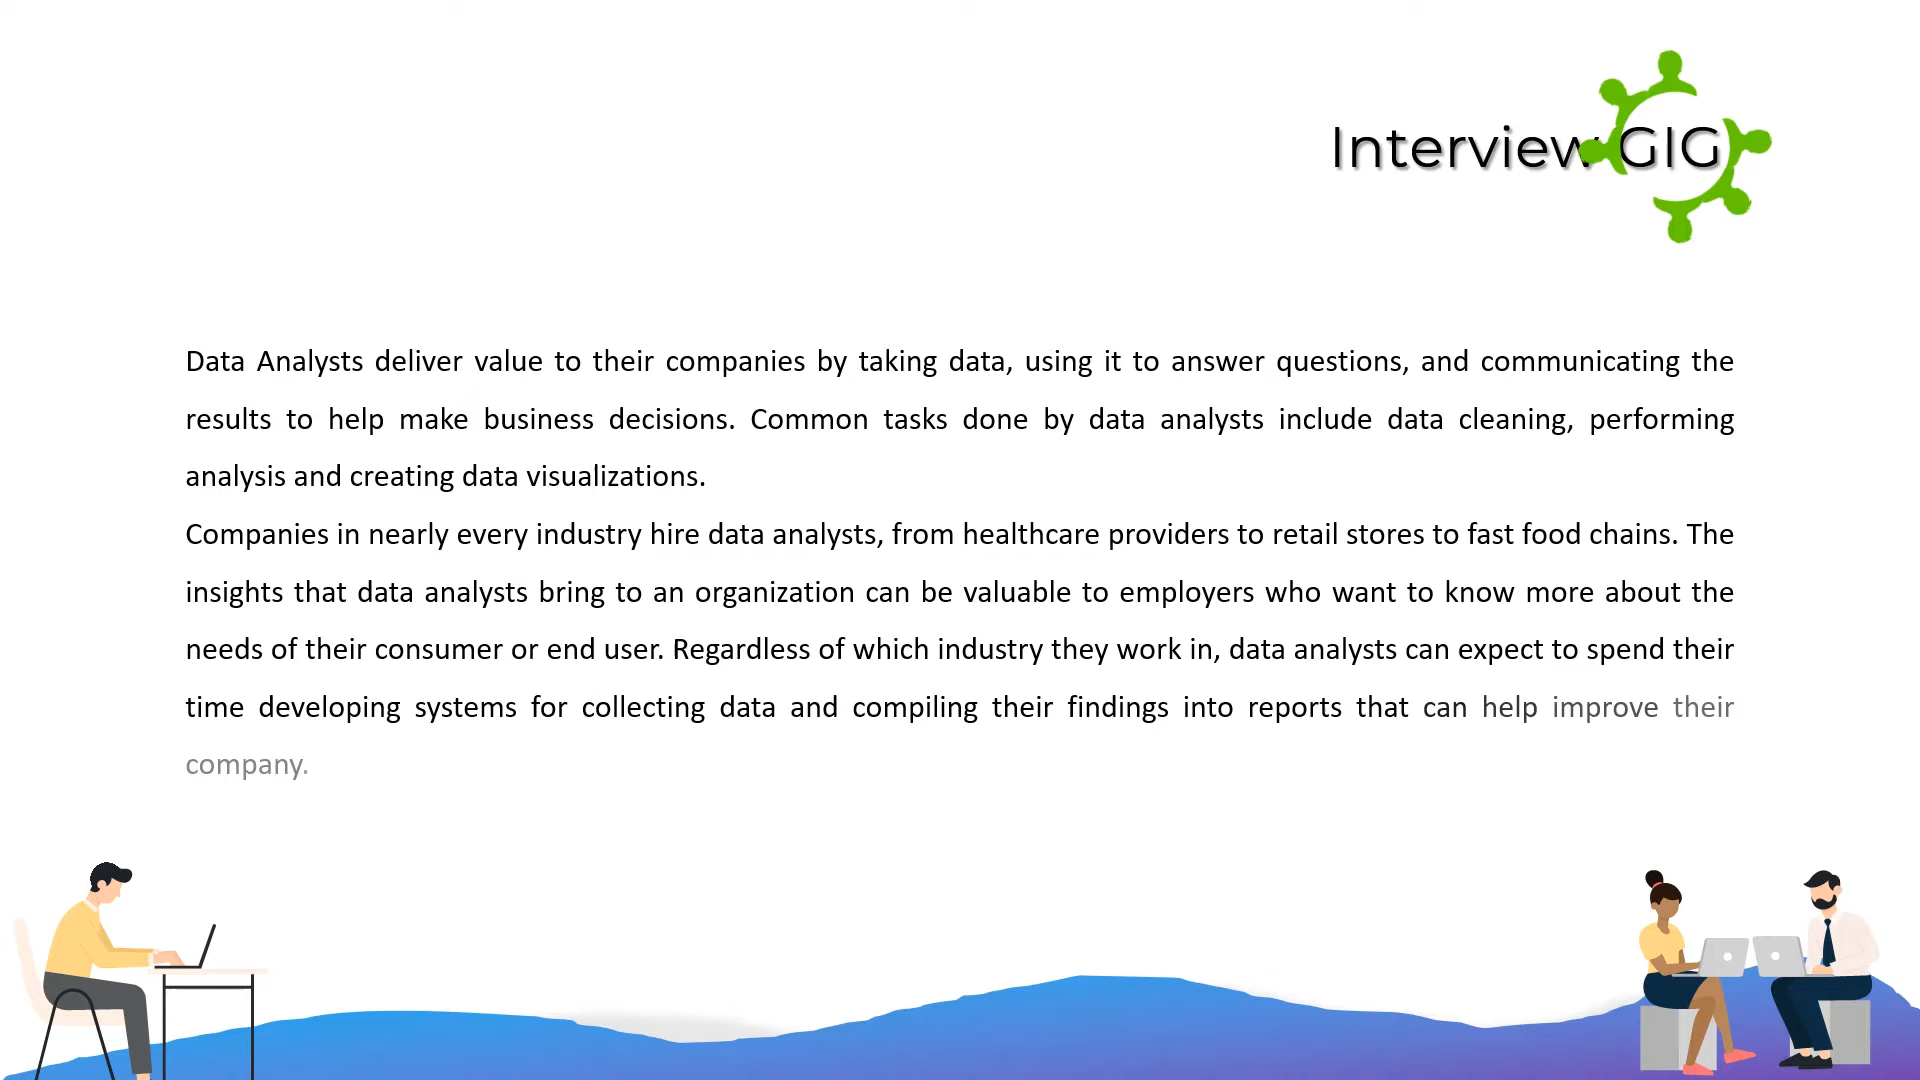 Interview GIG
Data Analysts deliver value to their companies by taking data, using it to answer questions, and communicating the
results to help make business decisions. Common tasks done by data analysts include data cleaning, performing
analysis and creating data visualizations.
Companies in nearly every industry hire data analysts, from healthcare providers to retail stores to fast food chains. The
insights that data analysts bring to an organization can be valuable to employers who want to know more about the
needs of their consumer or end user. Regardless of which industry they work in, data analysts can expect to spend their
time developing systems for collecting data and compiling their findings into reports that can help improve their
company.